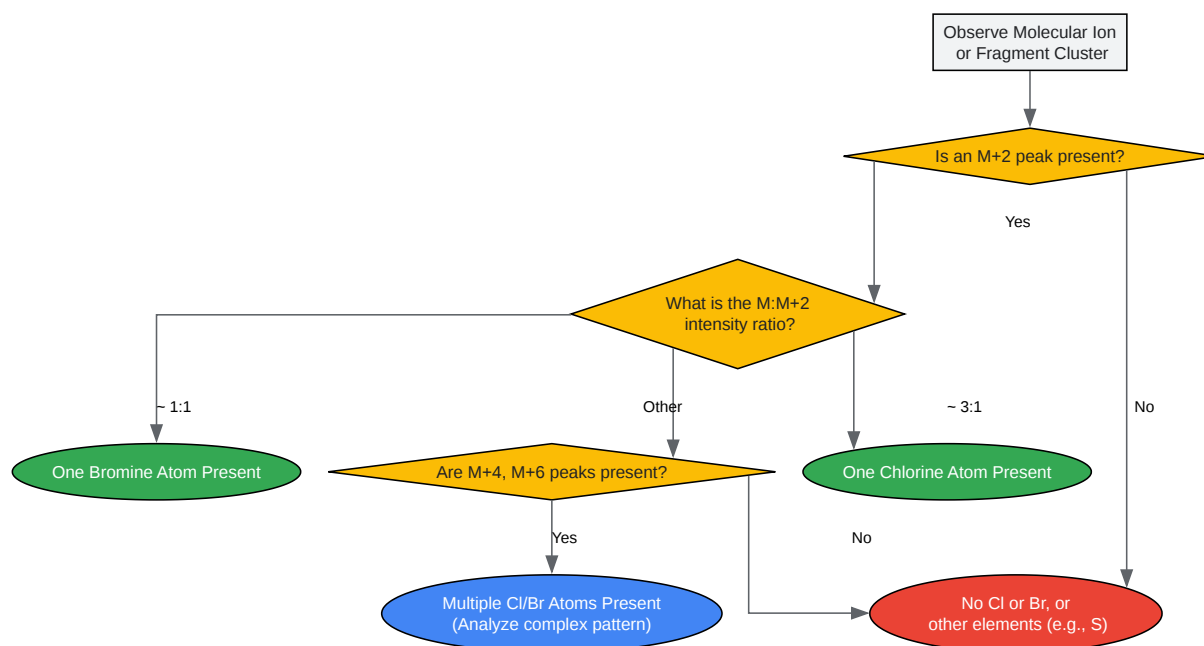 Observe Molecular Ion
or Fragment Cluster
Is an M+2 peak present?
Yes
What is the M:M+2
intensity ratio?
~ 1:1
Other
~ 3:1
No
One Bromine Atom Present
Are M+4, M+6 peaks present?
One Chlorine Atom Present
Yes
No
Multiple Cl/Br Atoms Present
(Analyze complex pattern)
No Cl or Br, or
other elements (e.g., S)